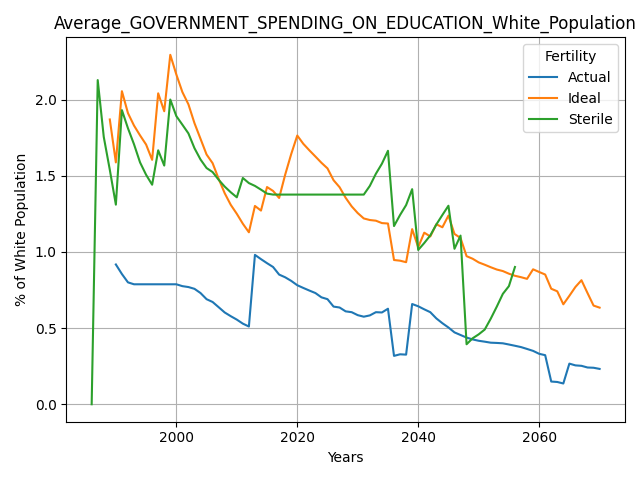 Average_GOVERNMENT_SPENDING_ON_EDUCATION_White_Population
Fertility
Actual
Ideal
Sterile
% of White Population
2.0
1.5
1.0
0.5
0.0
2000 2020 2040 2060
Years